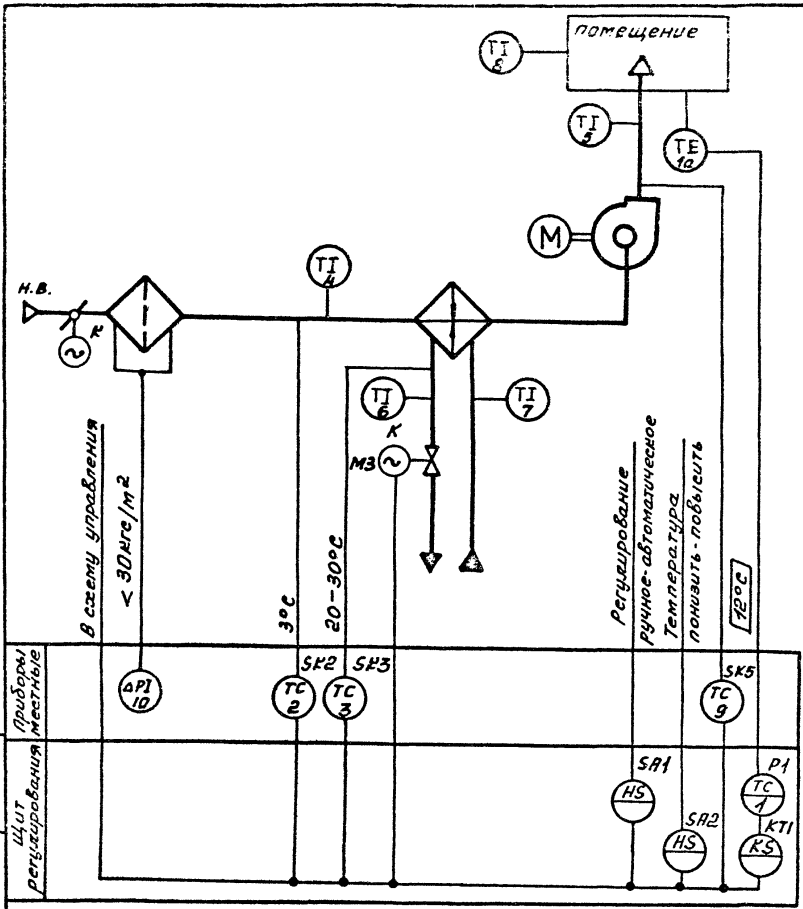 помещение
TI
8
TI
5
TE
1a
M
TI
4
н.в.
К
~
TI
6
TI
7
К
М3
~
В схему управления
< 30 кгс/м²
3°С
20-30°С
Регулирование
ручное-автоматическое
Температура
понизить-повысить
12°С
Приборы
местные
ΔPI
10
SK2
TC
2
SK3
TC
3
SK5
TC
9
Щит
регулирования
SA1
HS
SA2
HS
P1
TC
1
KT1
KS